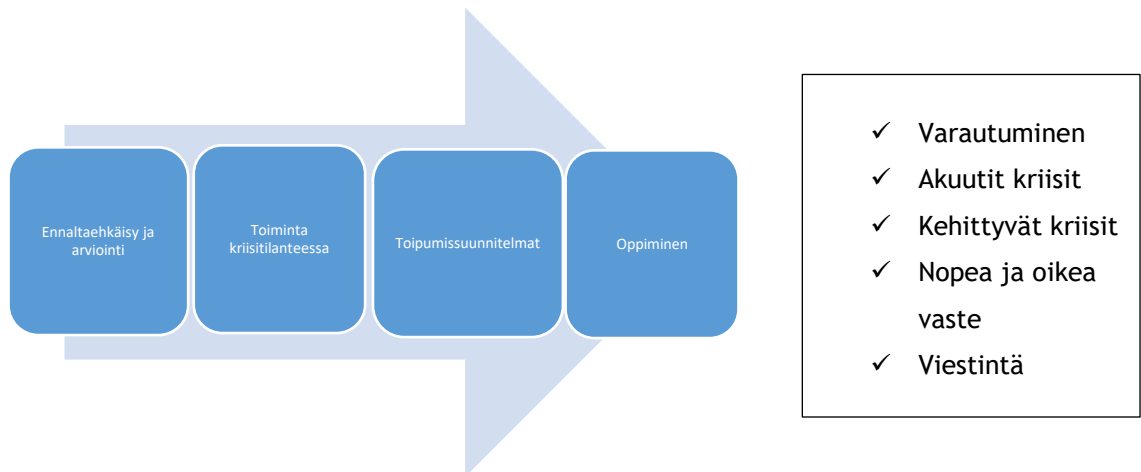 Ennaltaehkäisy ja
arviointi
Toiminta
kriisitilanteessa
Toipumissuunnitelmat
Oppiminen
✓ Varautuminen
✓ Akuutit kriisit
✓ Kehittyvät kriisit
✓ Nopea ja oikea
vaste
✓ Viestintä